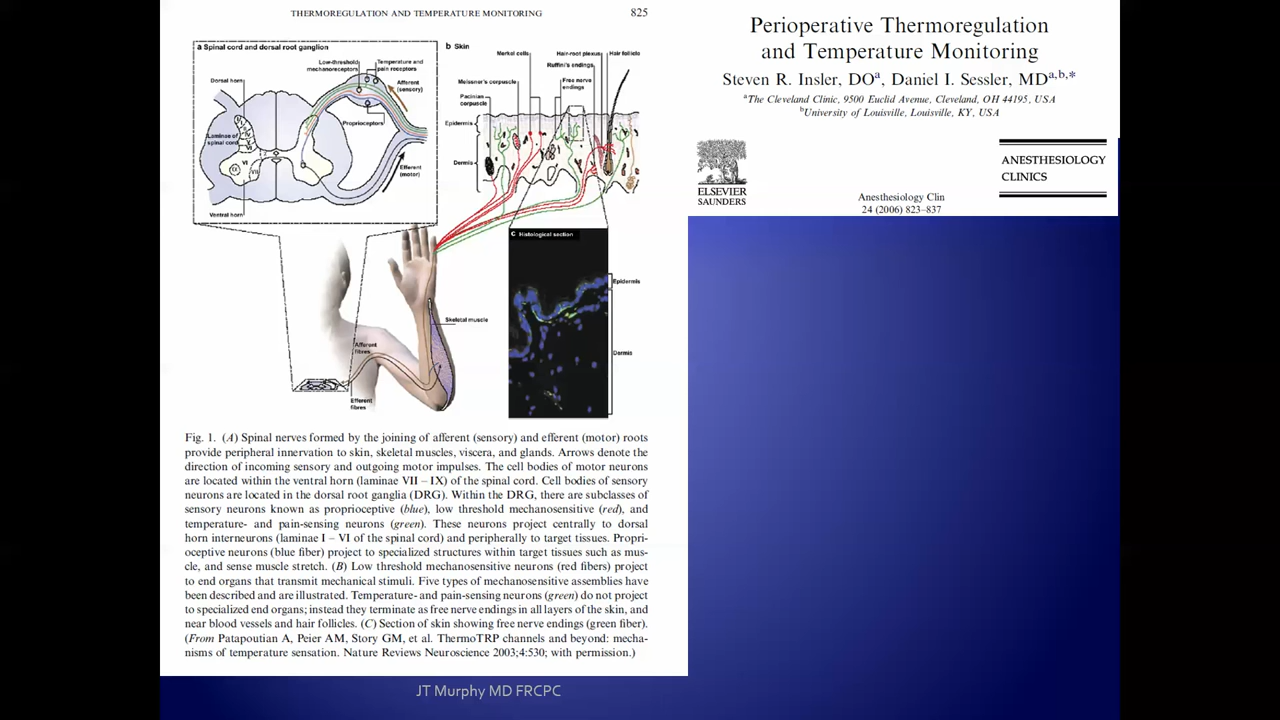 THERMOREGULATION AND TEMPERATURE MONITORING 825
a Spinal cord and dorsal root ganglion
Low-threshold
mechanoreceptors
Temperature and
pain receptors
Dorsal horn
Afferent
(sensory)
Proprioceptors
Laminae of
spinal cord
VI
IX
VII
Efferent
(motor)
Ventral horn
b Skin
Merkel cells
Hair-root plexus
Hair follicle
Ruffini's endings
Meissner's corpuscle
Free nerve
endings
Pacinian
corpuscle
Epidermis
Dermis
c Histological section
Epidermis
Dermis
Skeletal muscle
Afferent
fibres
Efferent
fibres
Fig. 1. (A) Spinal nerves formed by the joining of afferent (sensory) and efferent (motor) roots
provide peripheral innervation to skin, skeletal muscles, viscera, and glands. Arrows denote the
direction of incoming sensory and outgoing motor impulses. The cell bodies of motor neurons
are located within the ventral horn (laminae VII – IX) of the spinal cord. Cell bodies of sensory
neurons are located in the dorsal root ganglia (DRG). Within the DRG, there are subclasses of
sensory neurons known as proprioceptive (blue), low threshold mechanosensitive (red), and
temperature- and pain-sensing neurons (green). These neurons project centrally to dorsal
horn interneurons (laminae I – VI of the spinal cord) and peripherally to target tissues. Propri-
oceptive neurons (blue fiber) project to specialized structures within target tissues such as mus-
cle, and sense muscle stretch. (B) Low threshold mechanosensitive neurons (red fibers) project
to end organs that transmit mechanical stimuli. Five types of mechanosensitive assemblies have
been described and are illustrated. Temperature- and pain-sensing neurons (green) do not project
to specialized end organs; instead they terminate as free nerve endings in all layers of the skin, and
near blood vessels and hair follicles. (C) Section of skin showing free nerve endings (green fiber).
(From Patapoutian A, Peier AM, Story GM, et al. ThermoTRP channels and beyond: mecha-
nisms of temperature sensation. Nature Reviews Neuroscience 2003;4:530; with permission.)
Perioperative Thermoregulation
and Temperature Monitoring
Steven R. Insler, DOa, Daniel I. Sessler, MDa,b,*
aThe Cleveland Clinic, 9500 Euclid Avenue, Cleveland, OH 44195, USA
bUniversity of Louisville, Louisville, KY, USA
ELSEVIER
SAUNDERS
ANESTHESIOLOGY
CLINICS
Anesthesiology Clin
24 (2006) 823–837
JT Murphy MD FRCPC